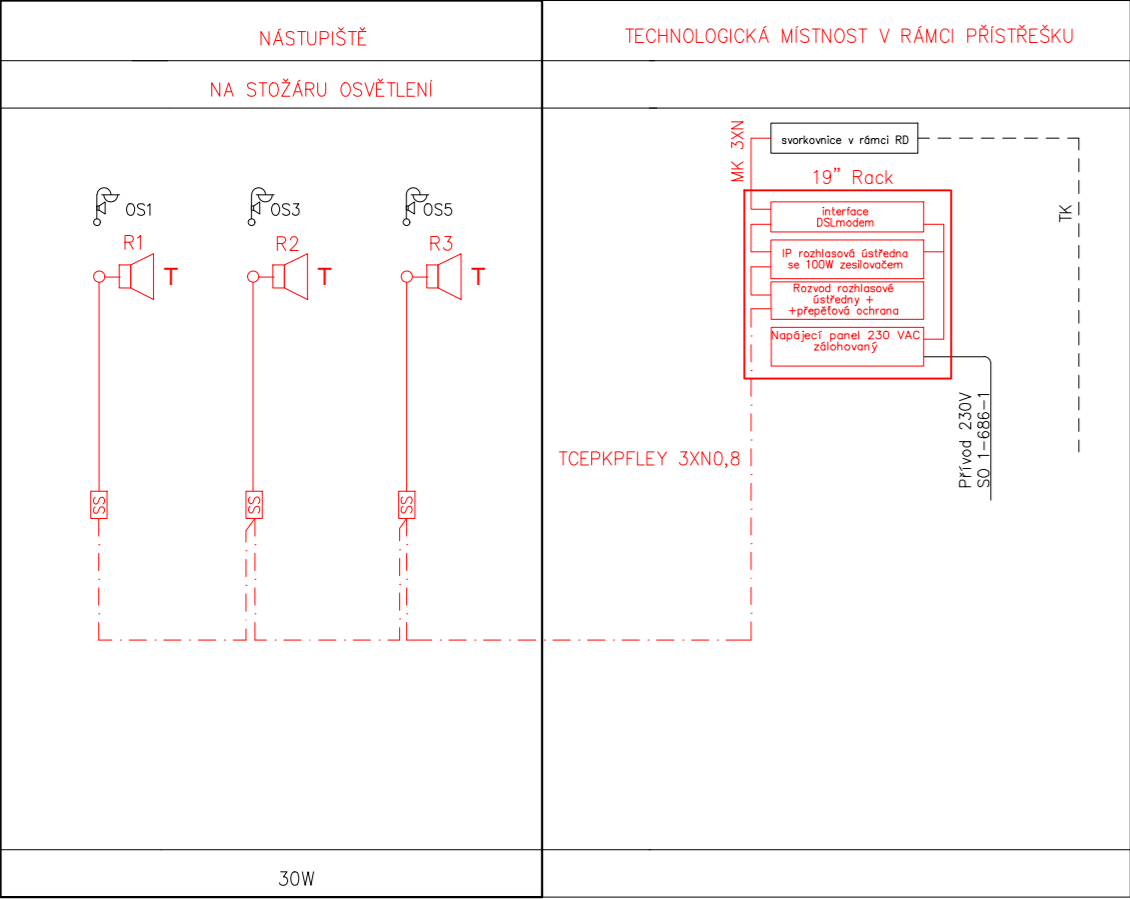 NÁSTUPIŠTĚ
TECHNOLOGICKÁ MÍSTNOST V RÁMCI PŘÍSTŘEŠKU
NA STOŽÁRU OSVĚTLENÍ
MK 3XN
svorkovnice v rámci RD
19" Rack
TK
interface
DSLmodem
IP rozhlasová ústředna
se 100W zesilovačem
Rozvod rozhlasové
ústředny +
+přepěťová ochrana
Napájecí panel 230 VAC
zálohovaný
OS1
OS3
OS5
R1
R2
R3
T
T
T
Přívod 230V
SO 1-686-1
TCEPKPFLEY 3XN0,8
SS
SS
SS
30W